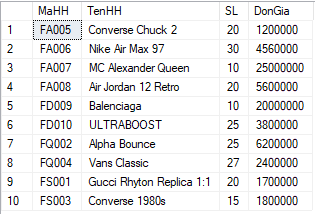 MaHH TenHH SL DonGia
1 FA005 Converse Chuck 2 20 1200000
2 FA006 Nike Air Max 97 30 4560000
3 FA007 MC Alexander Queen 10 25000000
4 FA008 Air Jordan 12 Retro 20 5600000
5 FD009 Balenciaga 10 20000000
6 FD010 ULTRABOOST 25 3800000
7 FQ002 Alpha Bounce 25 6200000
8 FQ004 Vans Classic 27 2400000
9 FS001 Gucci Rhyton Replica 1:1 20 1700000
10 FS003 Converse 1980s 15 1800000